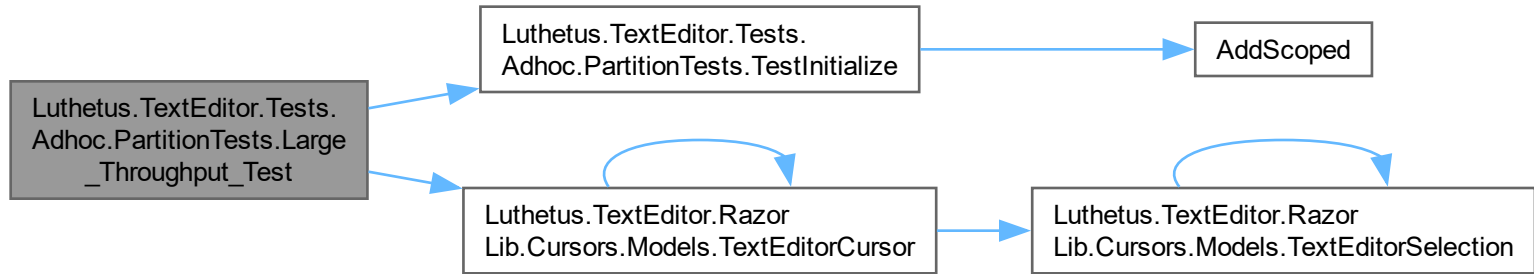 Luthetus.TextEditor.Tests.
Adhoc.PartitionTests.Large
_Throughput_Test
Luthetus.TextEditor.Tests.
Adhoc.PartitionTests.TestInitialize
AddScoped
Luthetus.TextEditor.Razor
Lib.Cursors.Models.TextEditorCursor
Luthetus.TextEditor.Razor
Lib.Cursors.Models.TextEditorSelection